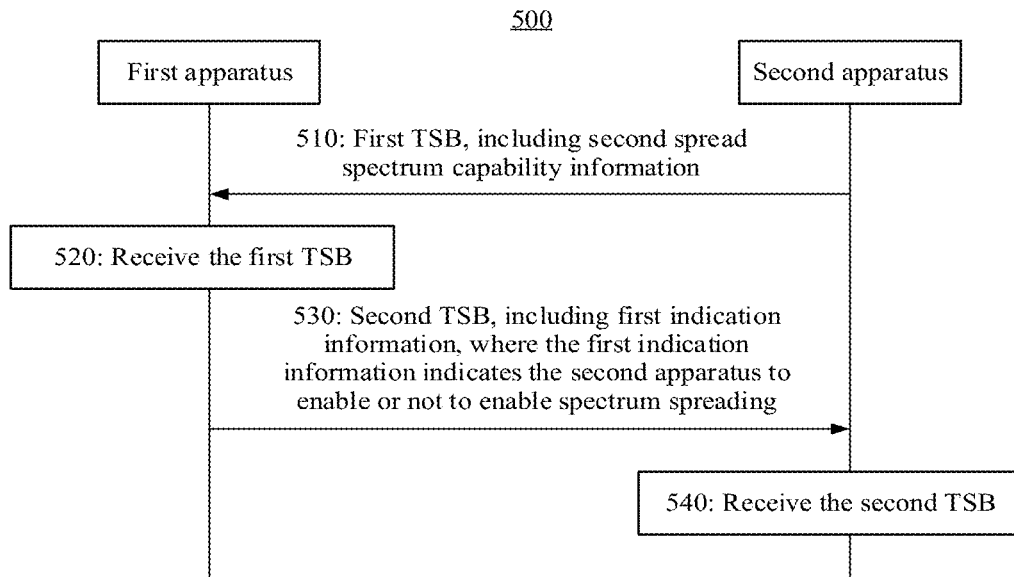 500
First apparatus
Second apparatus
510: First TSB, including second spread
spectrum capability information
520: Receive the first TSB
530: Second TSB, including first indication
information, where the first indication
information indicates the second apparatus to
enable or not to enable spectrum spreading
540: Receive the second TSB